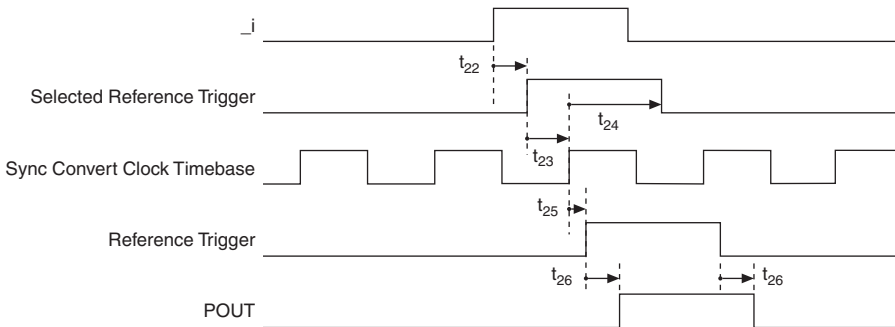 _i
t22
Selected Reference Trigger
t24
t23
Sync Convert Clock Timebase
t25
Reference Trigger
t26
t26
POUT